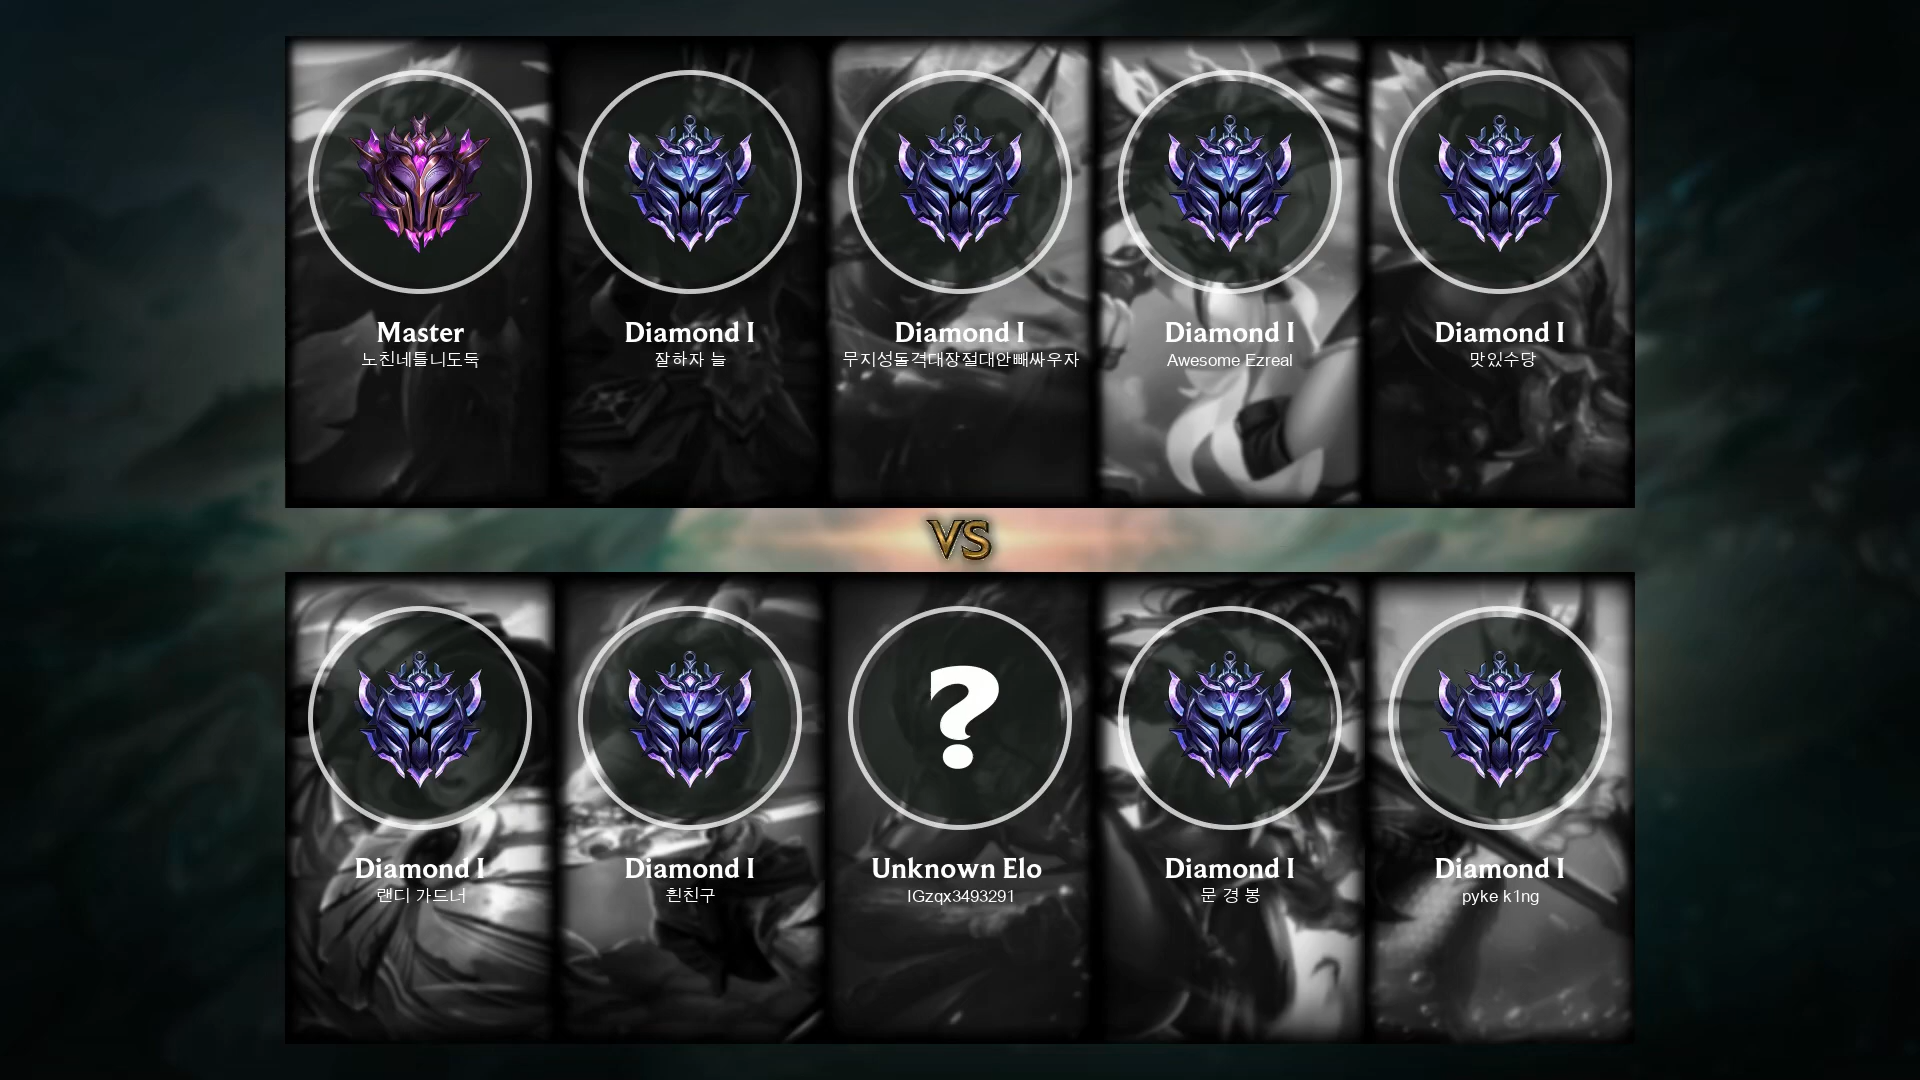 Master
노친네틀니도둑
Diamond I
잘하자 늘
Diamond I
무지성돌격대장절대안빼싸우자
Diamond I
Awesome Ezreal
Diamond I
맛있수당
VS
Diamond I
랜디 가드너
Diamond I
흰친구
Unknown Elo
IGzqx3493291
Diamond I
문 경 봉
Diamond I
pyke k1ng